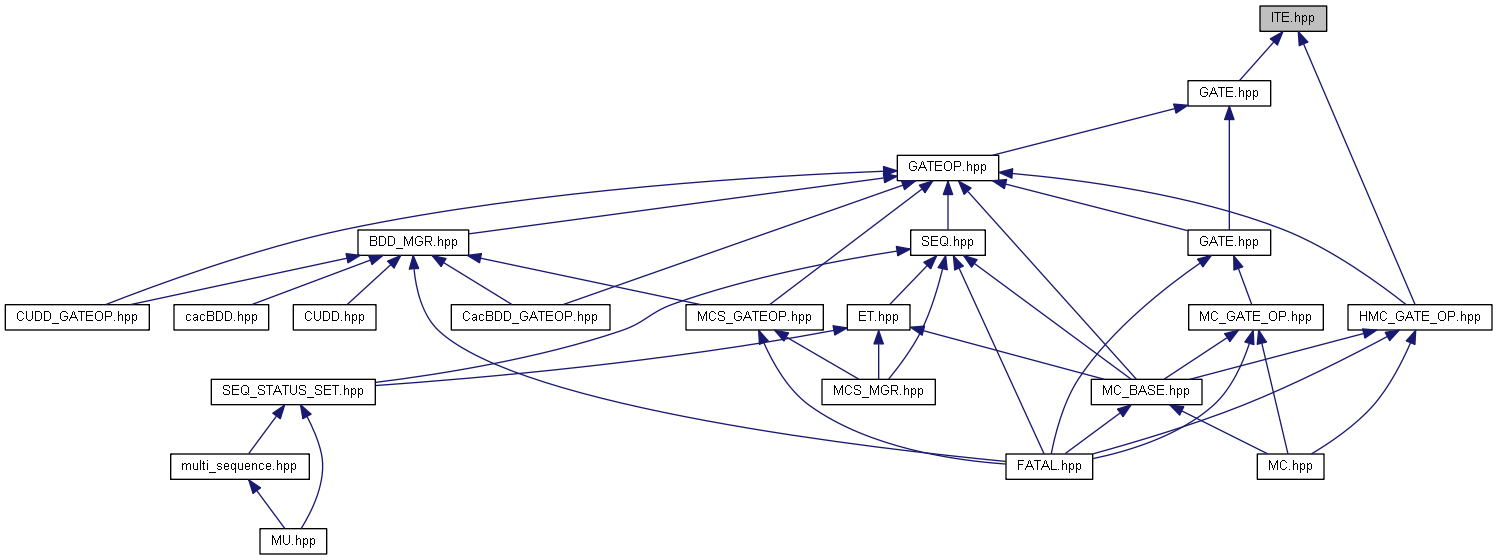 ITE.hpp
GATE.hpp
GATEOP.hpp
BDD_MGR.hpp
SEQ.hpp
GATE.hpp
CUDD_GATEOP.hpp
cacBDD.hpp
CUDD.hpp
CacBDD_GATEOP.hpp
MCS_GATEOP.hpp
ET.hpp
MC_GATE_OP.hpp
HMC_GATE_OP.hpp
SEQ_STATUS_SET.hpp
MCS_MGR.hpp
MC_BASE.hpp
multi_sequence.hpp
FATAL.hpp
MC.hpp
MU.hpp